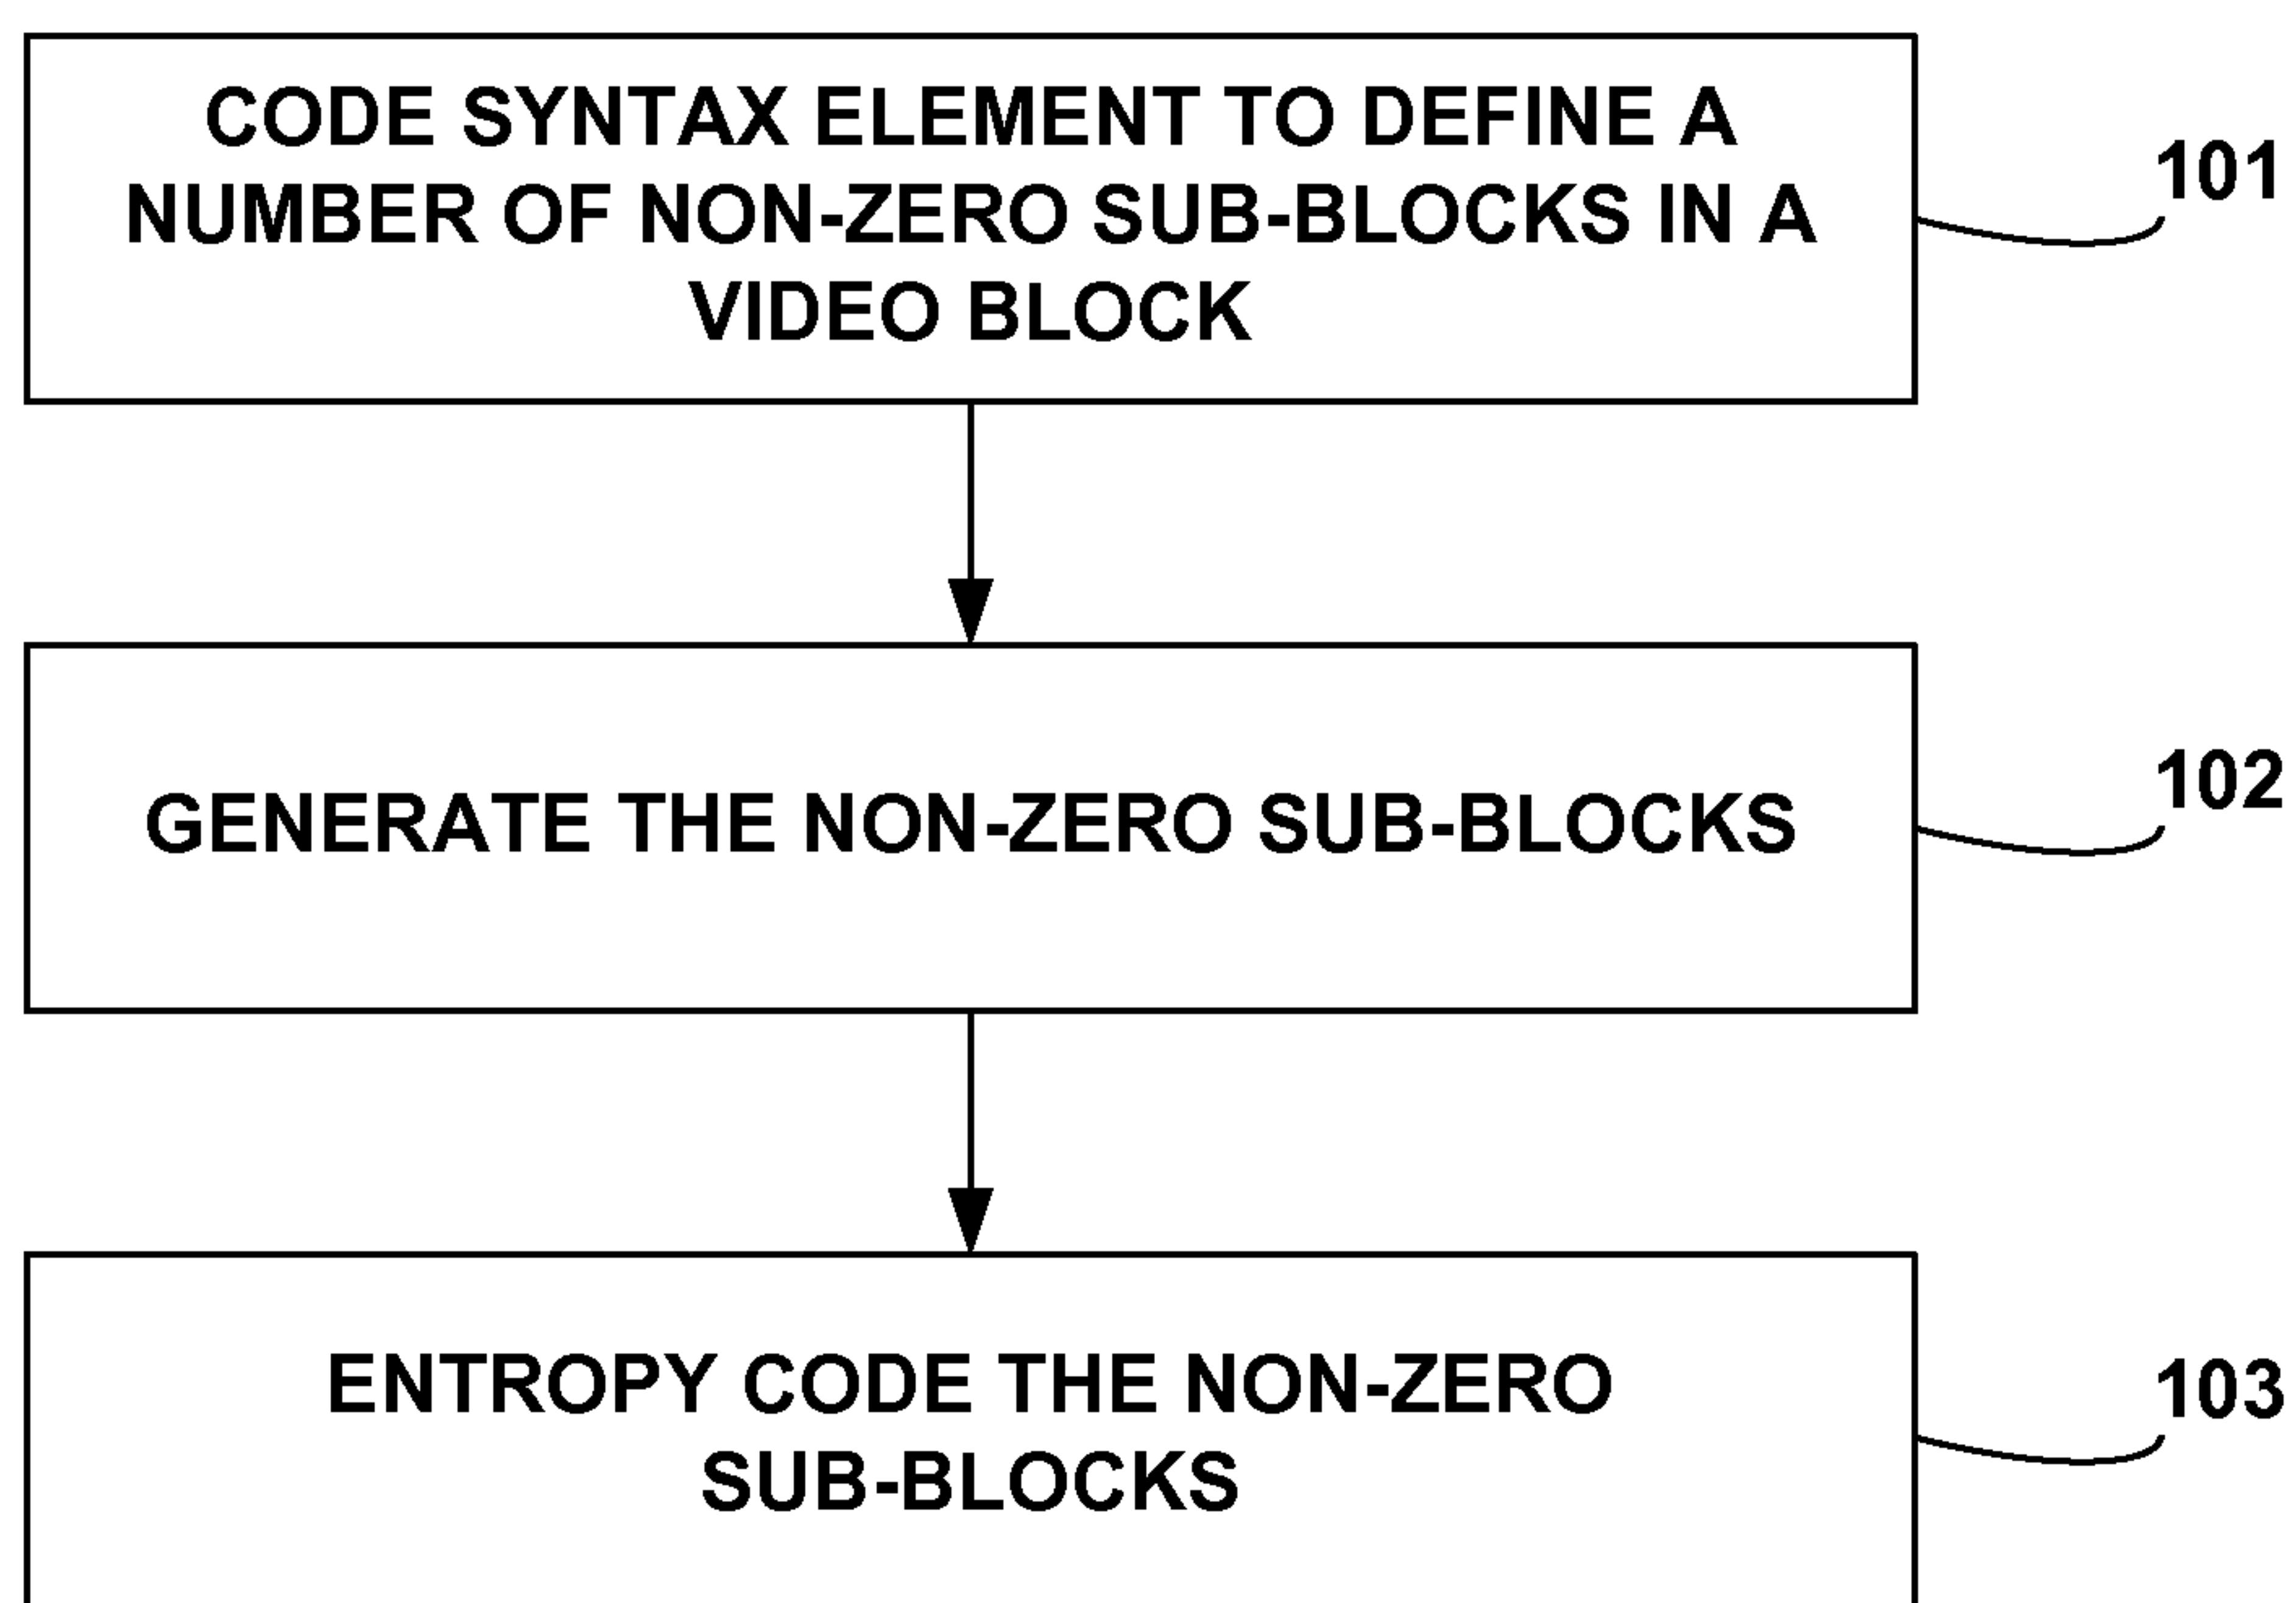 CODE SYNTAX ELEMENT TO DEFINE A
NUMBER OF NON-ZERO SUB-BLOCKS IN A
VIDEO BLOCK
101
GENERATE THE NON-ZERO SUB-BLOCKS
102
ENTROPY CODE THE NON-ZERO
SUB-BLOCKS
103